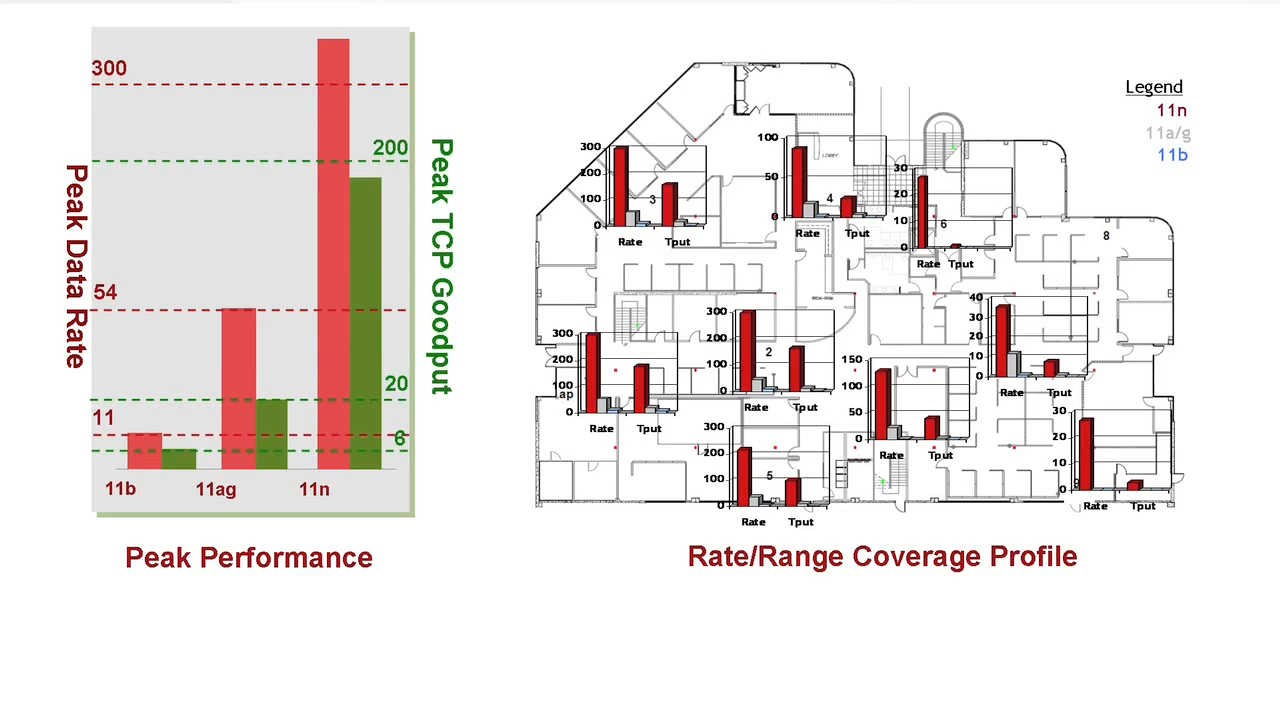 300
200
54
20
11
6
11b
11ag
11n
Peak Data Rate
Peak TCP Goodput
Peak Performance
Legend
11n
11a/g
11b
300
200
100
0
3
Rate
Tput
100
50
0
LOBBY
4
Rate
Tput
30
20
10
0
6
Rate
Tput
8
300
200
100
0
ap
Rate
Tput
300
200
100
0
2
Rate
Tput
150
100
50
0
Rate
Tput
40
30
20
10
0
Rate
Tput
300
200
100
0
5
Rate
Tput
30
20
10
0
9
Rate
Tput
Rate/Range Coverage Profile